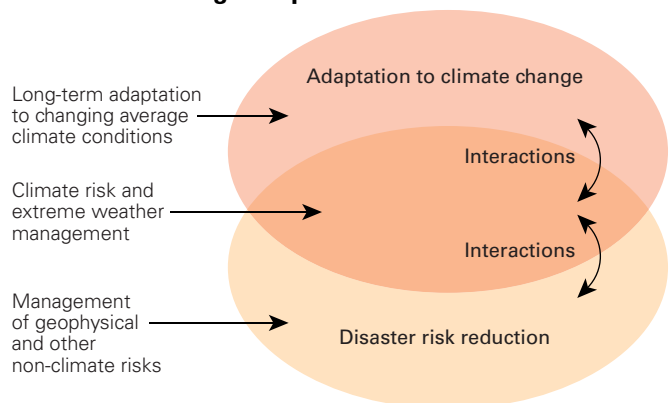 Adaptation to climate change
Long-term adaptation
to changing average
climate conditions
Interactions
Climate risk and
extreme weather
management
Interactions
Management
of geophysical
and other
non-climate risks
Disaster risk reduction